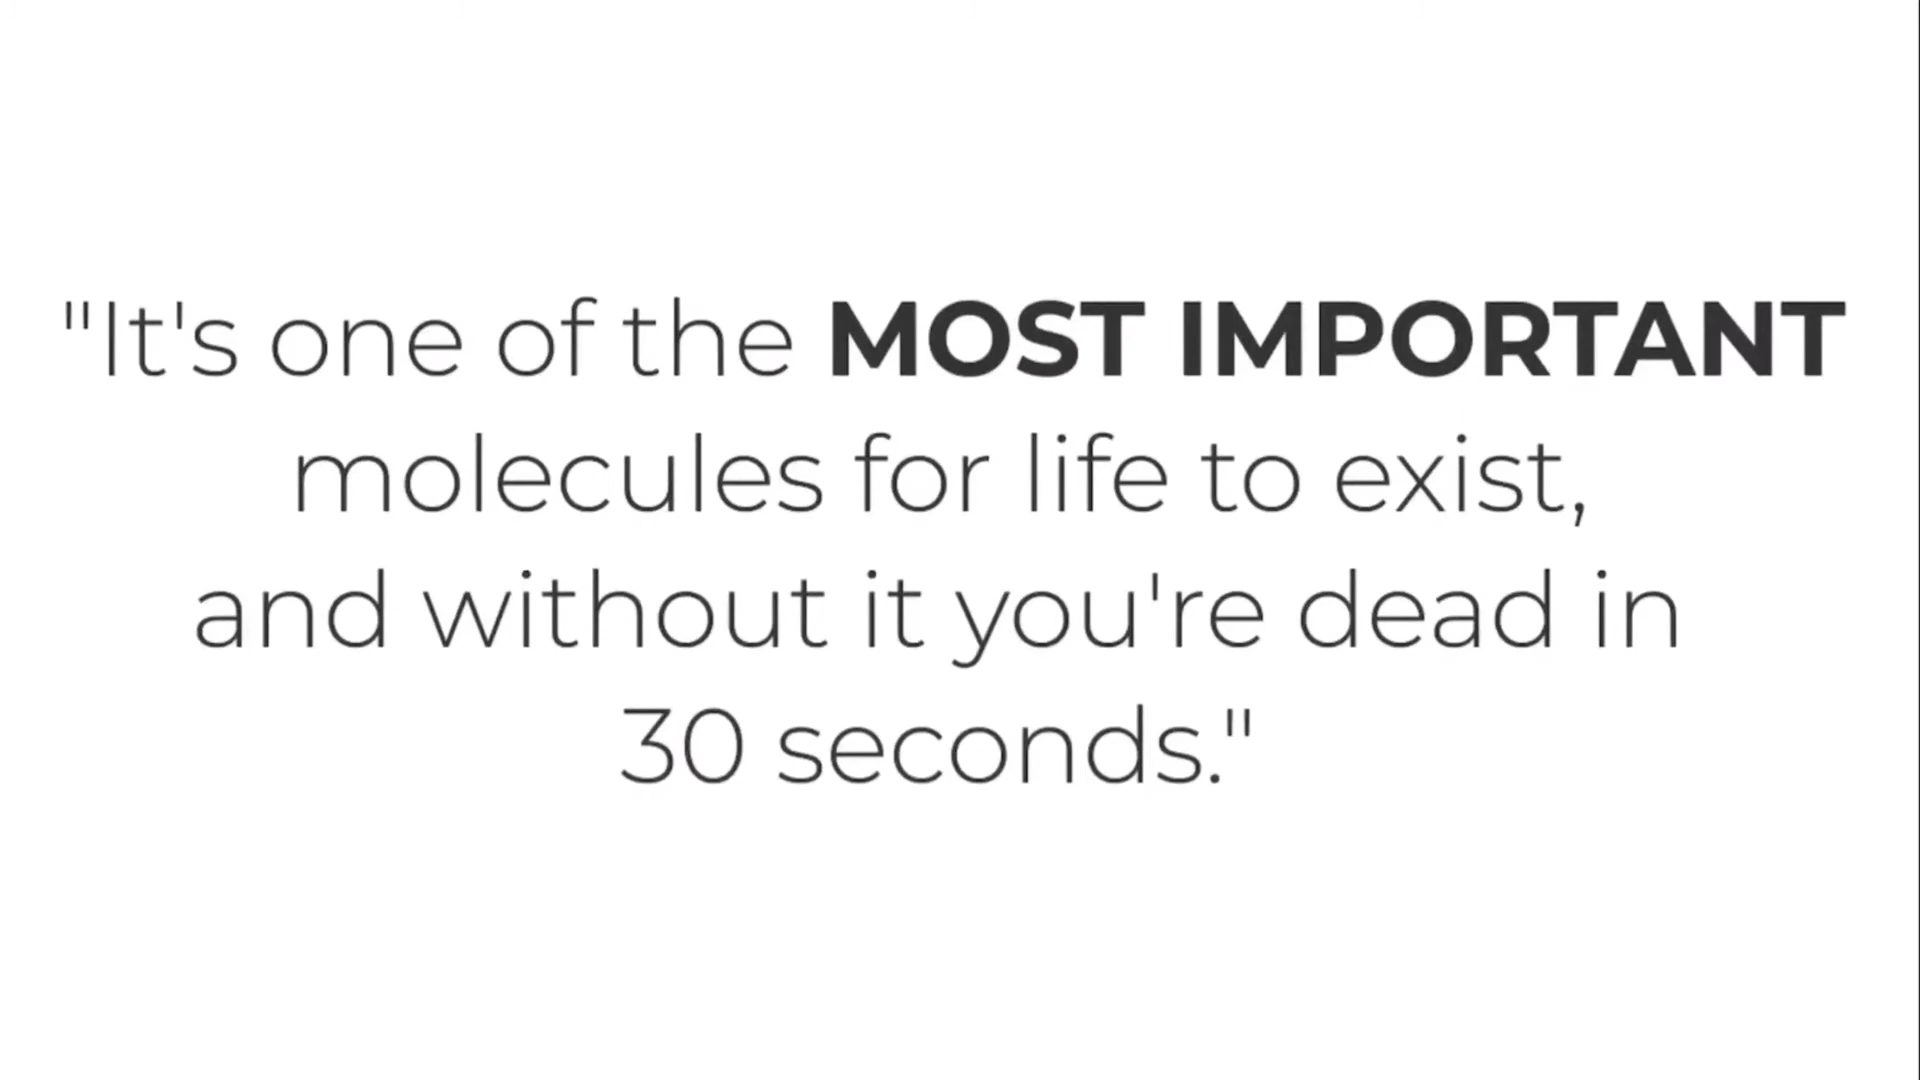 "It's one of the MOST IMPORTANT
molecules for life to exist,
and without it you're dead in
30 seconds."